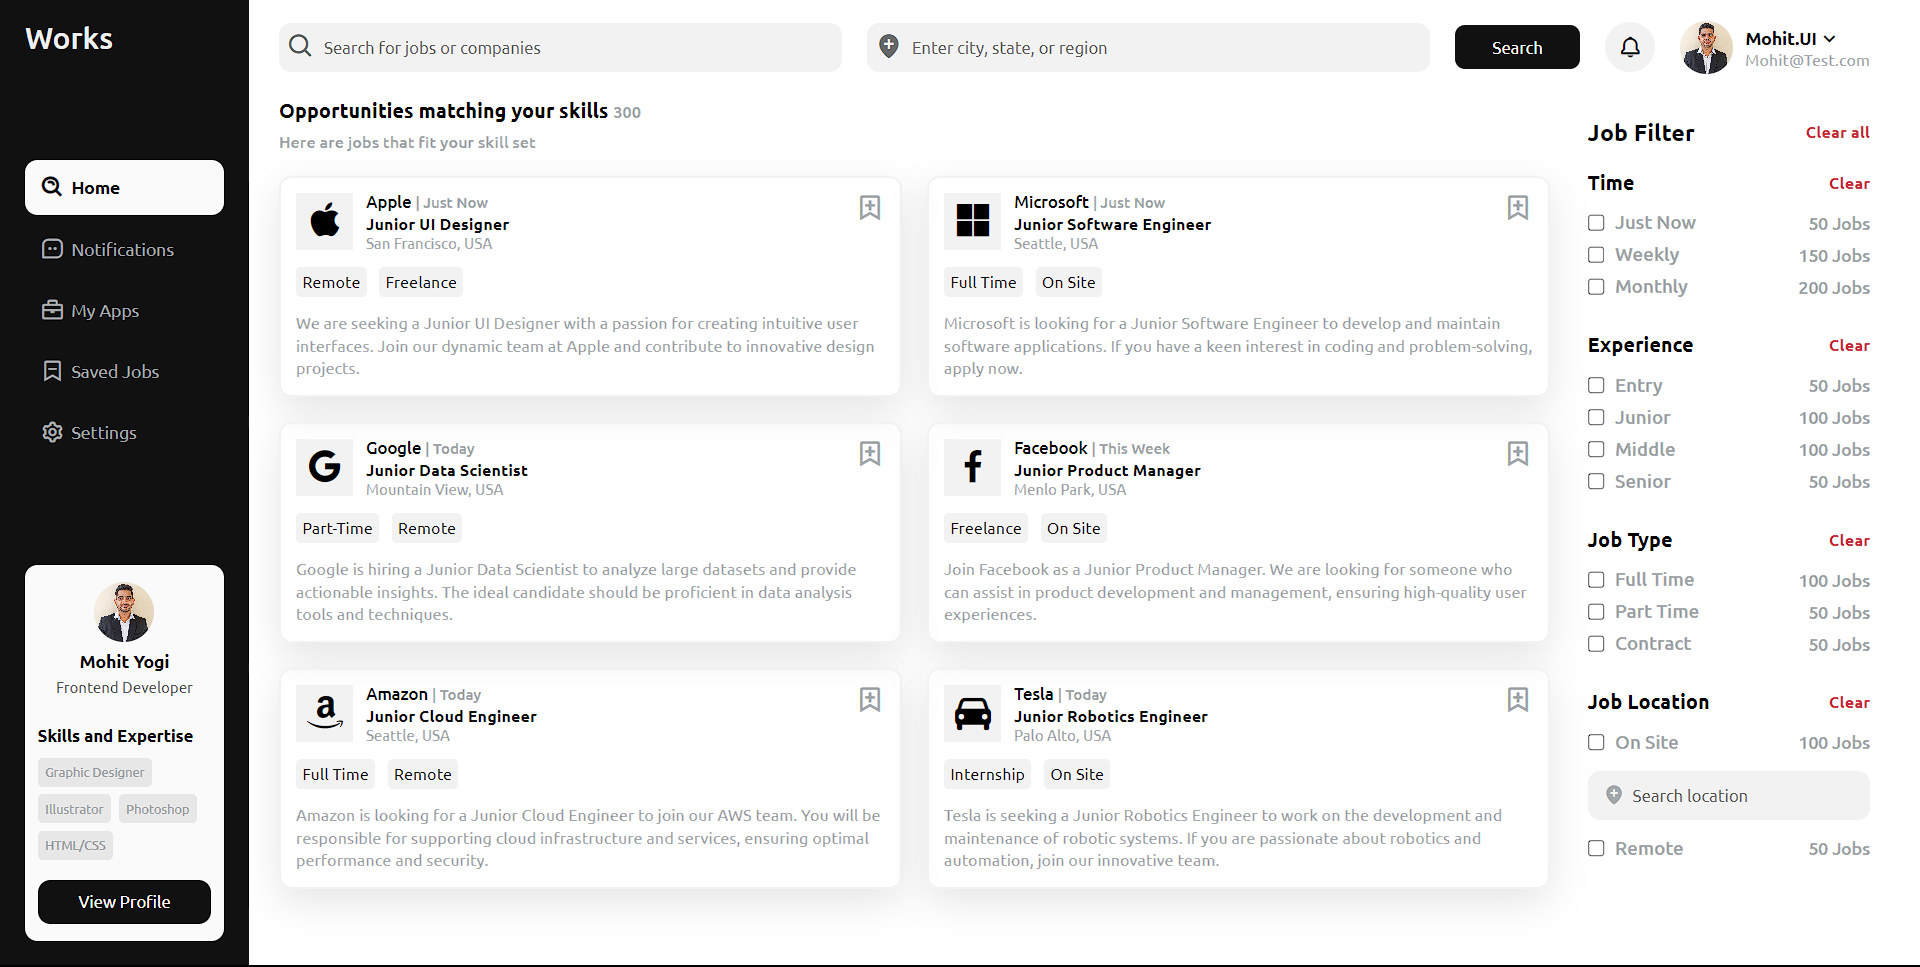 Works
Home
Notifications
My Apps
Saved Jobs
Settings
Mohit Yogi
Frontend Developer
Skills and Expertise
Graphic Designer
Illustrator Photoshop
HTML/CSS
View Profile
Search for jobs or companies
Enter city, state, or region
Search
Mohit.UI
Mohit@Test.com
Opportunities matching your skills 300
Here are jobs that fit your skill set
Apple | Just Now
Junior UI Designer
San Francisco, USA
Remote Freelance
We are seeking a Junior UI Designer with a passion for creating intuitive user
interfaces. Join our dynamic team at Apple and contribute to innovative design
projects.
Microsoft | Just Now
Junior Software Engineer
Seattle, USA
Full Time On Site
Microsoft is looking for a Junior Software Engineer to develop and maintain
software applications. If you have a keen interest in coding and problem-solving,
apply now.
Google | Today
Junior Data Scientist
Mountain View, USA
Part-Time Remote
Google is hiring a Junior Data Scientist to analyze large datasets and provide
actionable insights. The ideal candidate should be proficient in data analysis
tools and techniques.
Facebook | This Week
Junior Product Manager
Menlo Park, USA
Freelance On Site
Join Facebook as a Junior Product Manager. We are looking for someone who
can assist in product development and management, ensuring high-quality user
experiences.
Amazon | Today
Junior Cloud Engineer
Seattle, USA
Full Time Remote
Amazon is looking for a Junior Cloud Engineer to join our AWS team. You will be
responsible for supporting cloud infrastructure and services, ensuring optimal
performance and security.
Tesla | Today
Junior Robotics Engineer
Palo Alto, USA
Internship On Site
Tesla is seeking a Junior Robotics Engineer to work on the development and
maintenance of robotic systems. If you are passionate about robotics and
automation, join our innovative team.
Job Filter Clear all
Time Clear
Just Now 50 Jobs
Weekly 150 Jobs
Monthly 200 Jobs
Experience Clear
Entry 50 Jobs
Junior 100 Jobs
Middle 100 Jobs
Senior 50 Jobs
Job Type Clear
Full Time 100 Jobs
Part Time 50 Jobs
Contract 50 Jobs
Job Location Clear
On Site 100 Jobs
Search location
Remote 50 Jobs